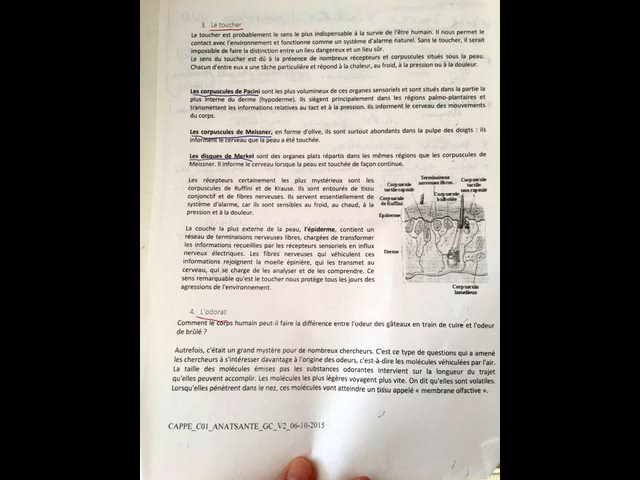 3. Le toucher
Le toucher est probablement le sens le plus indispensable à la survie de l'être humain. Il nous permet le
contact avec l'environnement et fonctionne comme un système d'alarme naturel. Sans le toucher, il serait
impossible de faire la distinction entre un lieu dangereux et un lieu sûr.
Le sens du toucher est dû à la présence de nombreux récepteurs et corpuscules situés sous la peau.
Chacun d'entre eux a une tâche particulière et répond à la chaleur, au froid, à la pression ou à la douleur.
Les corpuscules de Pacini sont les plus volumineux de ces organes sensoriels et sont situés dans la partie la
plus interne du derme (hypoderme). Ils siègent principalement dans les régions palmo-plantaires et
transmettent les informations relatives au tact et à la pression. Ils informent le cerveau des mouvements
du corps.
Les corpuscules de Meissner, en forme d'olive, ils sont surtout abondants dans la pulpe des doigts : ils
informent le cerveau que la peau a été touchée.
Les disques de Merkel sont des organes plats répartis dans les mêmes régions que les corpuscules de
Meissner. Il informe le cerveau lorsque la peau est touchée de façon continue.
Les récepteurs certainement les plus mystérieux sont les
corpuscules de Ruffini et de Krause. Ils sont entourés de tissu
conjonctif et de fibres nerveuses. Ils servent essentiellement de
système d'alarme, car ils sont sensibles au froid, au chaud, à la
pression et à la douleur.
La couche la plus externe de la peau, l'épiderme, contient un
réseau de terminaisons nerveuses libres, chargées de transformer
les informations recueillies par les récepteurs sensoriels en influx
nerveux électriques. Les fibres nerveuses qui véhiculent ces
informations rejoignent la moelle épinière, qui les transmet au
cerveau, qui se charge de les analyser et de les comprendre. Ce
sens remarquable qu'est le toucher nous protège tous les jours des
agressions de l'environnement.
Corpuscule
tactile capsulé
Terminaisons
nerveuses libres
Corpuscule
tactile
non capsulé
Corpuscule
de Ruffini
Corpuscule
bulboïde
Épiderme
Derme
Corpuscule
lamelleux
4. L'odorat
Comment le corps humain peut-il faire la différence entre l'odeur des gâteaux en train de cuire et l'odeur
de brûlé ?
Autrefois, c'était un grand mystère pour de nombreux chercheurs. C'est ce type de questions qui a amené
les chercheurs à s'intéresser davantage à l'origine des odeurs, c'est-à-dire les molécules véhiculées par l'air.
La taille des molécules émises pas les substances odorantes intervient sur la longueur du trajet
qu'elles peuvent accomplir. Les molécules les plus légères voyagent plus vite. On dit qu'elles sont volatiles.
Lorsqu'elles pénètrent dans le nez, ces molécules vont atteindre un tissu appelé « membrane olfactive ».
CAPPE_C01_ANATSANTE_GC_V2_06-10-2015